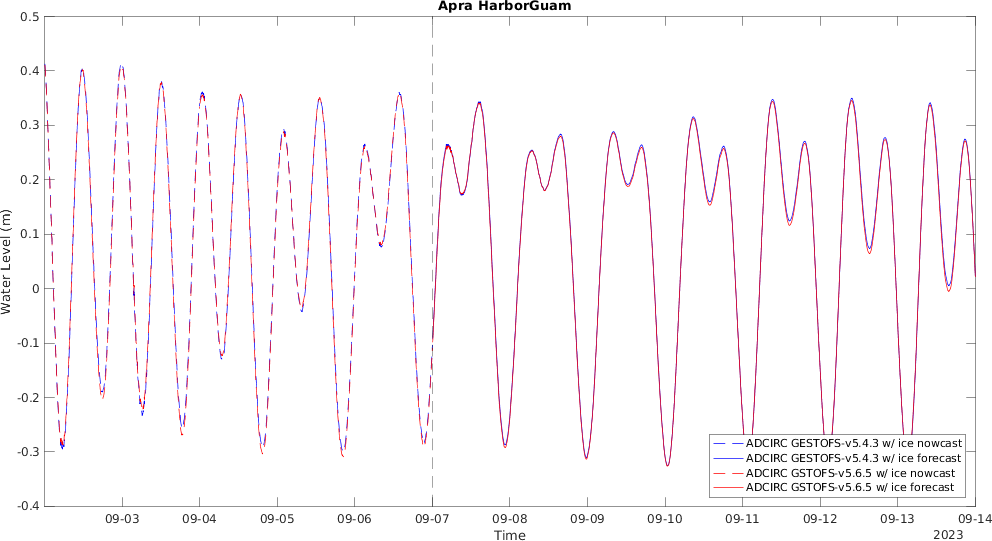 Apra HarborGuam
0.5
0.4
0.3
0.2
0.1
0
-0.1
-0.2
-0.3
-0.4
Water Level (m)
ADCIRC GESTOFS-v5.4.3 w/ ice nowcast
ADCIRC GESTOFS-v5.4.3 w/ ice forecast
ADCIRC GSTOFS-v5.6.5 w/ ice nowcast
ADCIRC GSTOFS-v5.6.5 w/ ice forecast
09-03 09-04 09-05 09-06 09-07 09-08 09-09 09-10 09-11 09-12 09-13 09-14
Time
2023